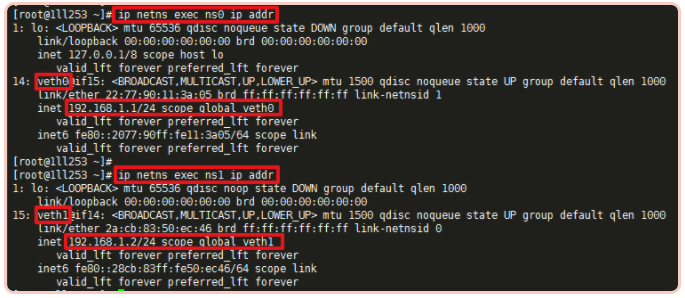 [root@1ll253 ~]# ip netns exec ns0 ip addr
1: lo: <LOOPBACK> mtu 65536 qdisc noqueue state DOWN group default qlen 1000
link/loopback 00:00:00:00:00:00 brd 00:00:00:00:00:00
inet 127.0.0.1/8 scope host lo
valid_lft forever preferred_lft forever
14: veth0@if15: <BROADCAST,MULTICAST,UP,LOWER_UP> mtu 1500 qdisc noqueue state UP group default qlen 1000
link/ether 22:77:90:11:3a:05 brd ff:ff:ff:ff:ff:ff link-netnsid 1
inet 192.168.1.1/24 scope global veth0
valid_lft forever preferred_lft forever
inet6 fe80::2077:90ff:fe11:3a05/64 scope link
valid_lft forever preferred_lft forever
[root@1ll253 ~]#
[root@1ll253 ~]# ip netns exec ns1 ip addr
1: lo: <LOOPBACK> mtu 65536 qdisc noop state DOWN group default qlen 1000
link/loopback 00:00:00:00:00:00 brd 00:00:00:00:00:00
15: veth1@if14: <BROADCAST,MULTICAST,UP,LOWER_UP> mtu 1500 qdisc noqueue state UP group default qlen 1000
link/ether 2a:cb:83:50:ec:46 brd ff:ff:ff:ff:ff:ff link-netnsid 0
inet 192.168.1.2/24 scope global veth1
valid_lft forever preferred_lft forever
inet6 fe80::28cb:83ff:fe50:ec46/64 scope link
valid_lft forever preferred_lft forever